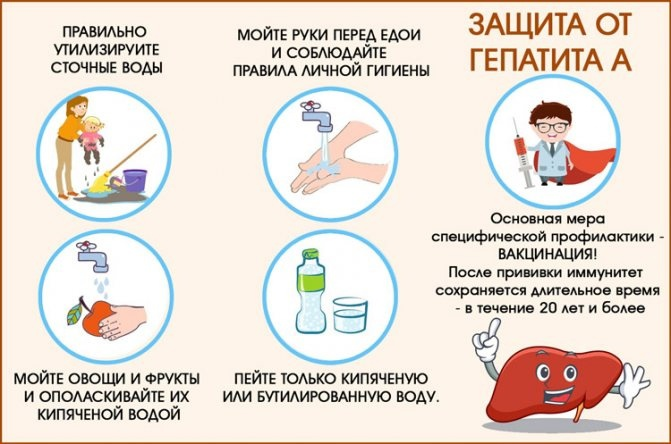 ПРАВИЛЬНО
УТИЛИЗИРУИТЕ
СТОЧНЫЕ ВОДЫ
МОЙТЕ РУКИ ПЕРЕД ЕДОИ
И СОБЛЮДАЙТЕ
ПРАВИЛА ЛИЧНОЙ ГИГИЕНЫ
ЗАЩИТА ОТ
ГЕПАТИТА А
Основная мера
специфической профилактики -
ВАКЦИНАЦИЯ!
После прививки иммунитет
сохраняется длительное время
- в течение 20 лет и более
МОЙТЕ ОВОЩИ И ФРУКТЫ
И ОПОЛАСКИВАЙТЕ ИХ
КИПЯЧЕНОЙ ВОДОЙ
ПЕЙТЕ ТОЛЬКО КИПЯЧЕНУЮ
ИЛИ БУТИЛИРОВАННУЮ ВОДУ.